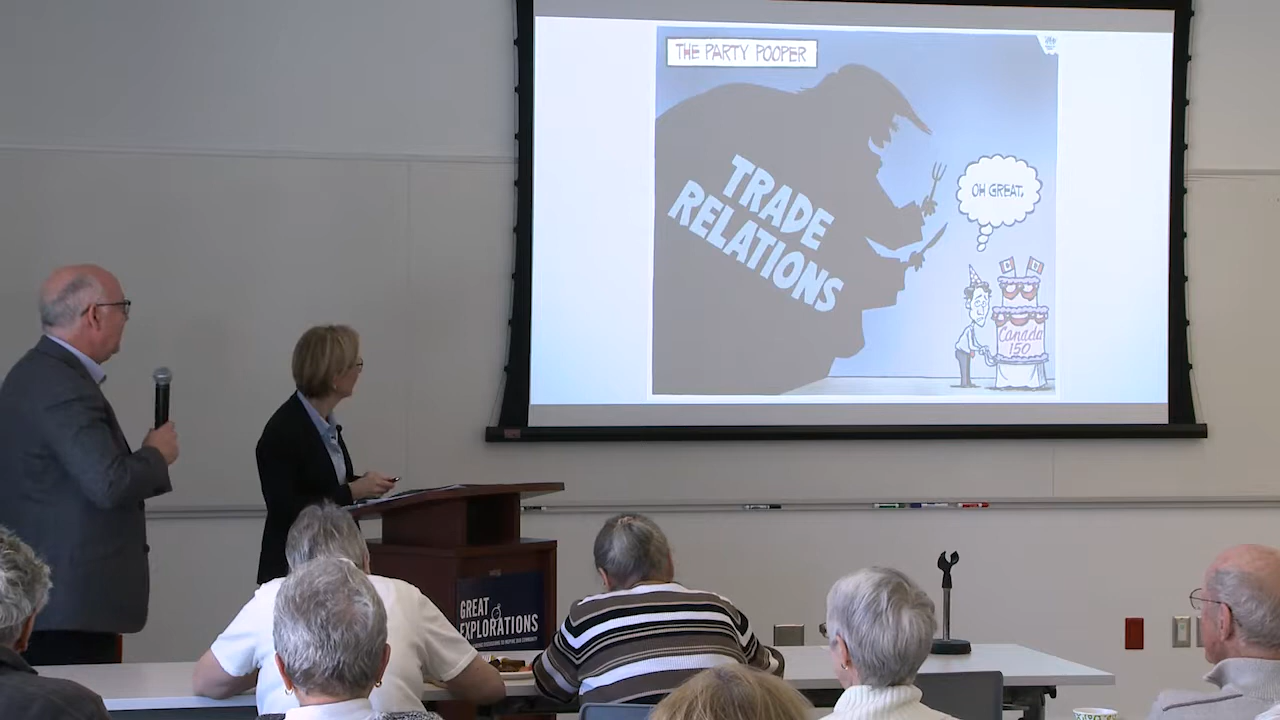 THE PARTY POOPER
TRADE
RELATIONS
OH GREAT.
Canada
150
GREAT
EXPLORATIONS